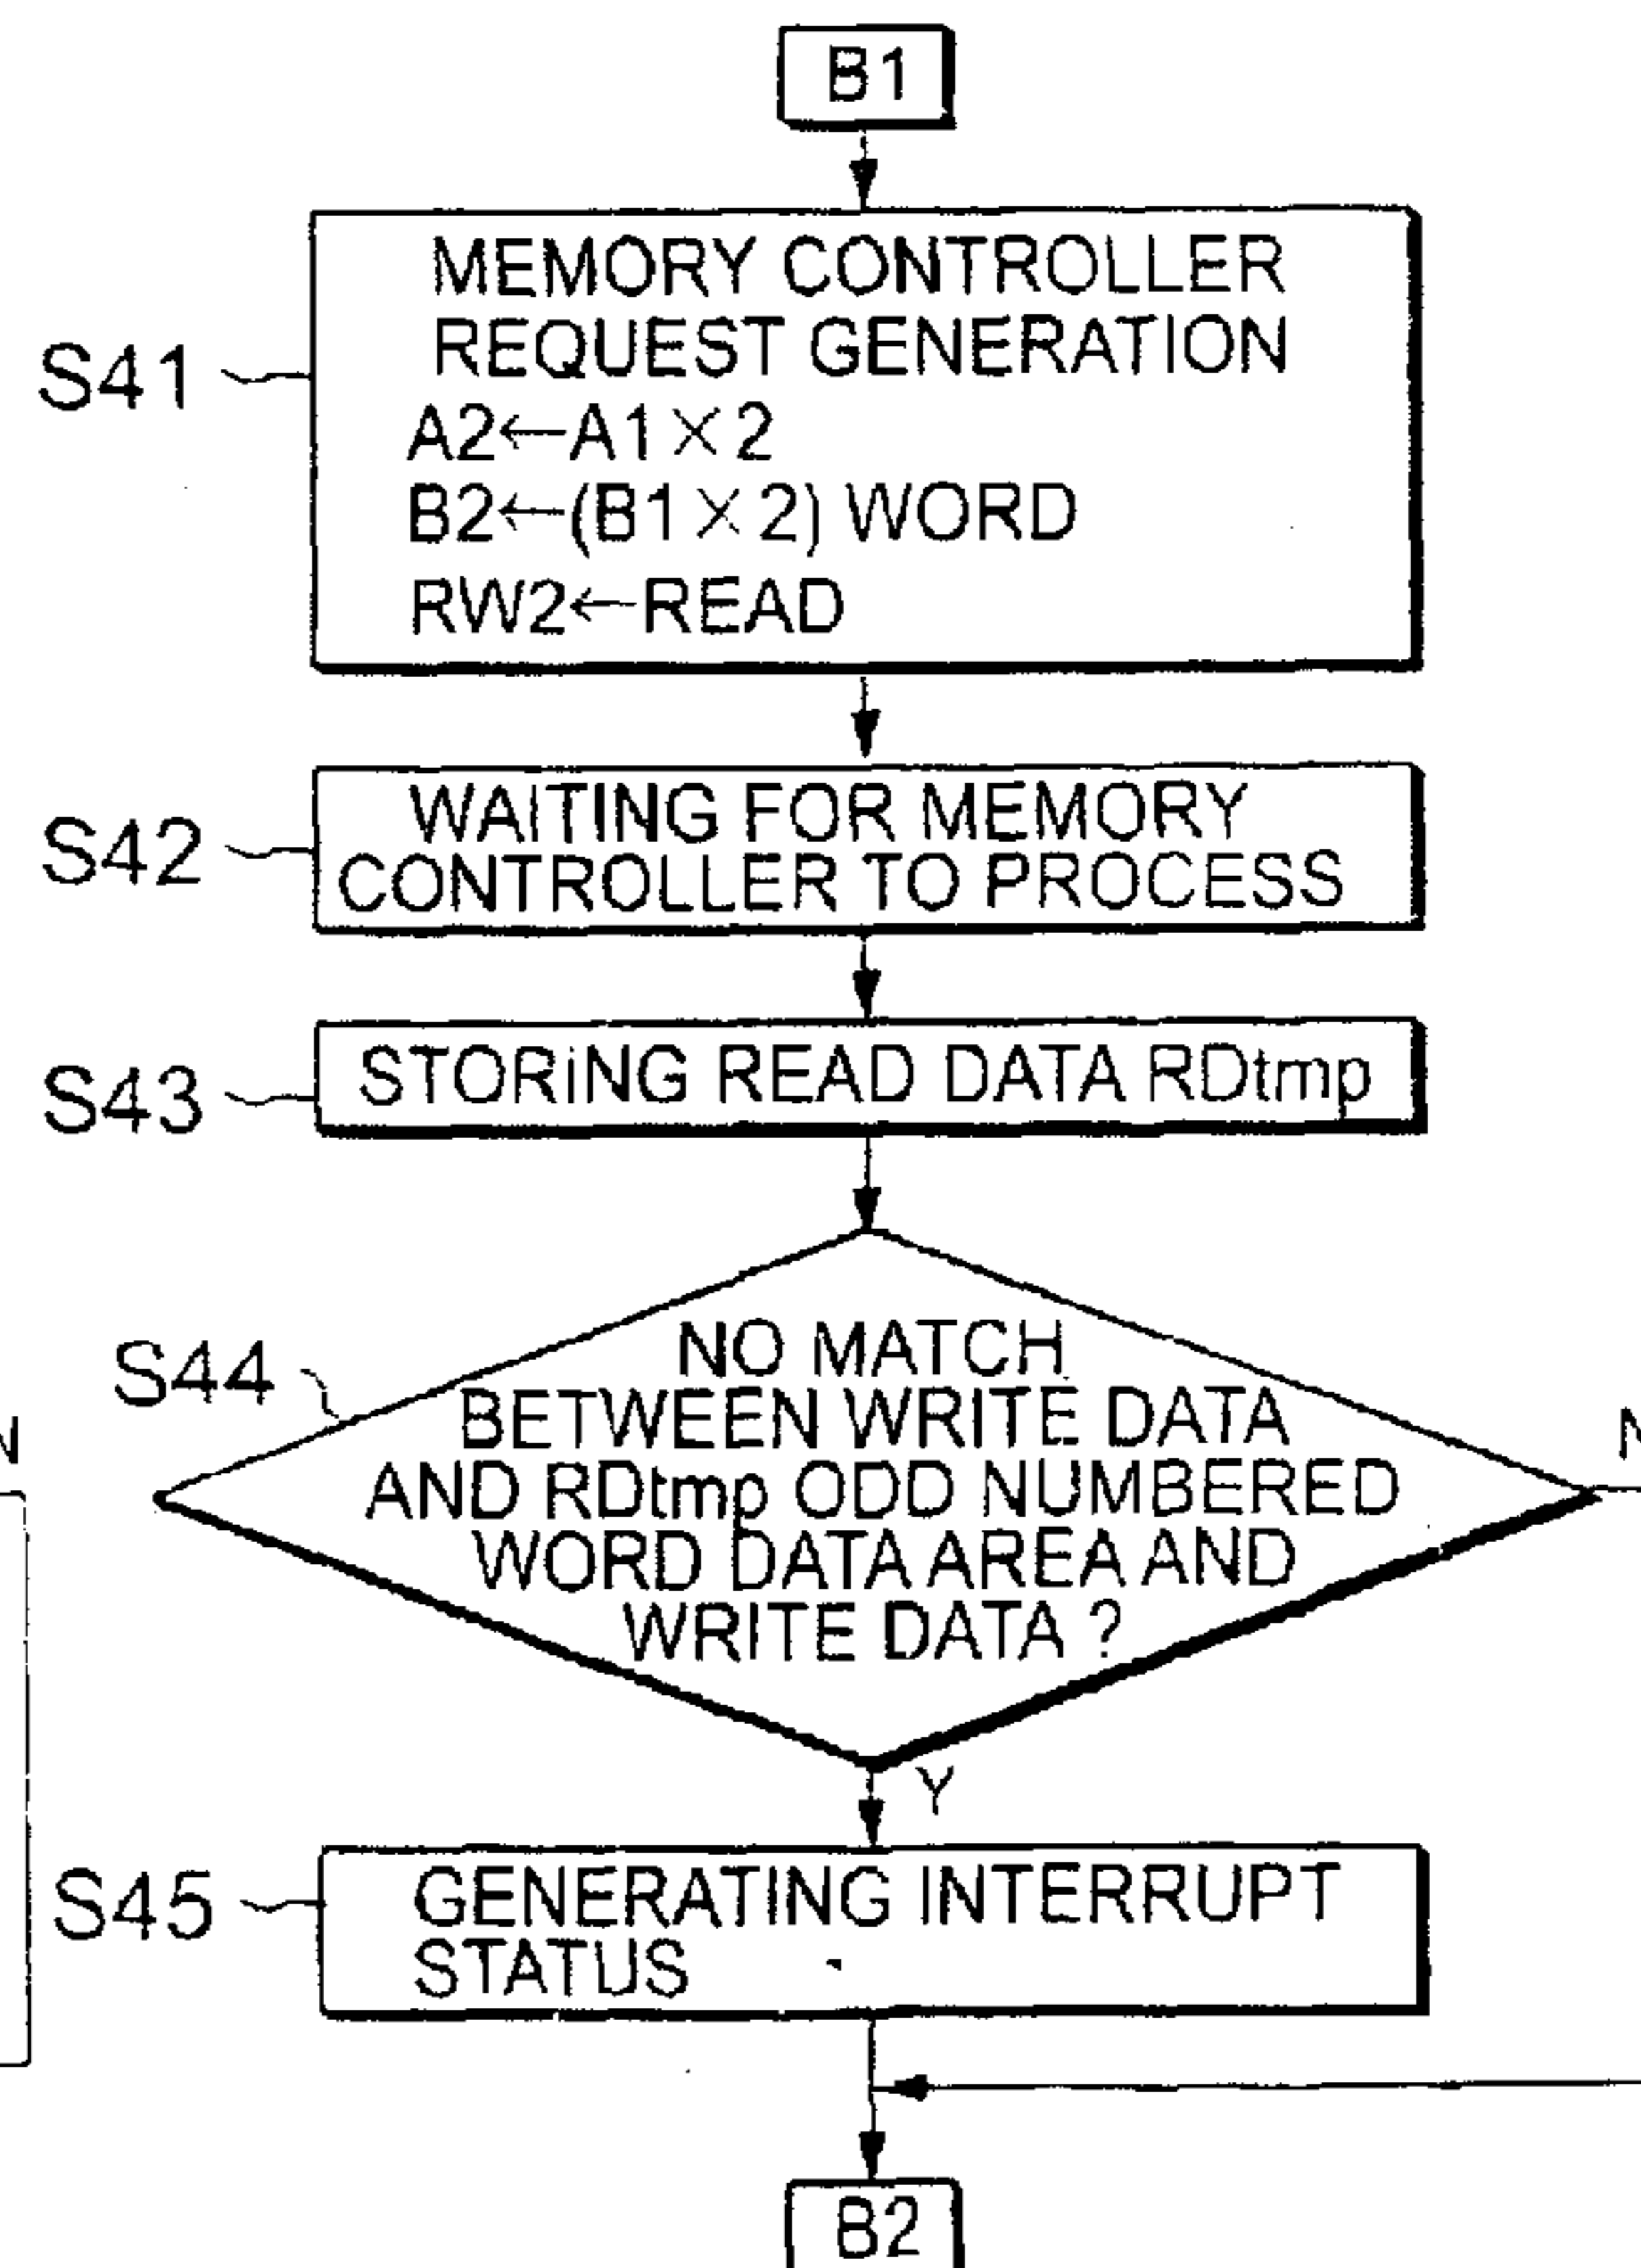 B1
S41
MEMORY CONTROLLER
REQUEST GENERATION
A2←A1×2
B2←(B1×2) WORD
RW2←READ
S42
WAITING FOR MEMORY
CONTROLLER TO PROCESS
S43
STORiNG READ DATA RDtmp
S44
NO MATCH
BETWEEN WRITE DATA
AND RDtmp ODD NUMBERED
WORD DATA AREA AND
WRITE DATA ?
N
N
Y
S45
GENERATING INTERRUPT
STATUS
B2